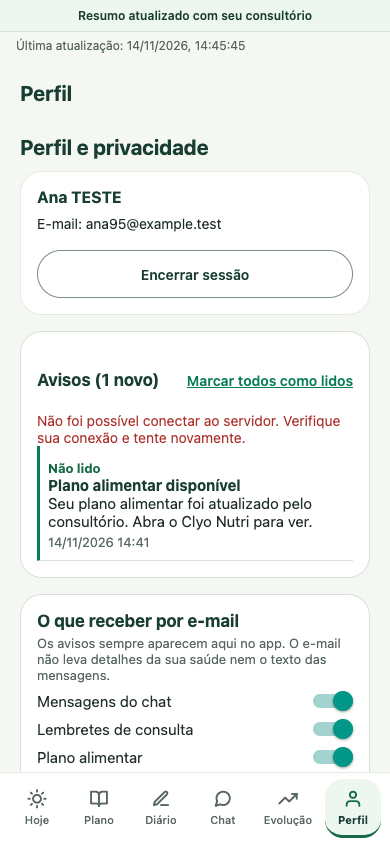 Resumo atualizado com seu consultório
Última atualização: 14/11/2026, 14:45:45
Perfil
Perfil e privacidade
Ana TESTE
E-mail: ana95@example.test
Encerrar sessão
Avisos (1 novo)
Marcar todos como lidos
Não foi possível conectar ao servidor. Verifique
sua conexão e tente novamente.
Não lido
Plano alimentar disponível
Seu plano alimentar foi atualizado pelo
consultório. Abra o Clyo Nutri para ver.
14/11/2026 14:41
O que receber por e-mail
Os avisos sempre aparecem aqui no app. O e-mail
não leva detalhes da sua saúde nem o texto das
mensagens.
Mensagens do chat
Lembretes de consulta
Plano alimentar
Hoje
Plano
Diário
Chat
Evolução
Perfil